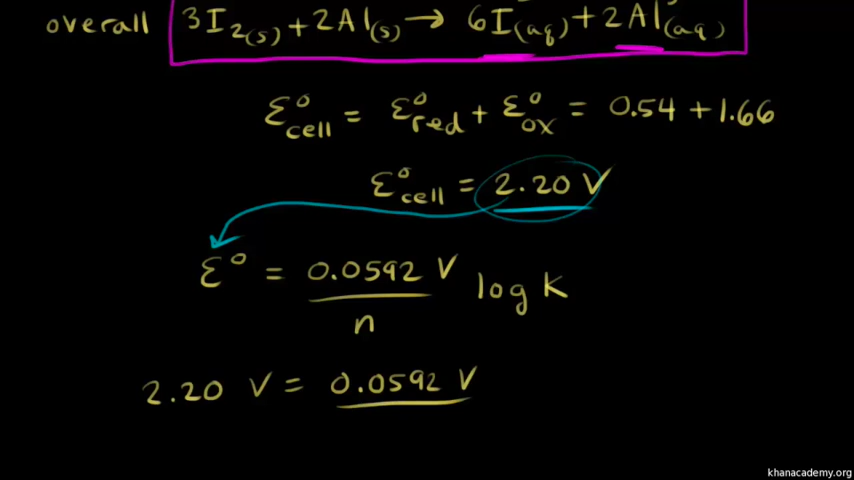 overall 3I₂(s) + 2Al(s) → 6I⁻(aq) + 2Al³⁺(aq)
ε°cell = ε°red + ε°ox = 0.54 + 1.66
ε°cell = 2.20 V
ε° = 0.0592 V log K
n
2.20 V = 0.0592 V
khanacademy.org